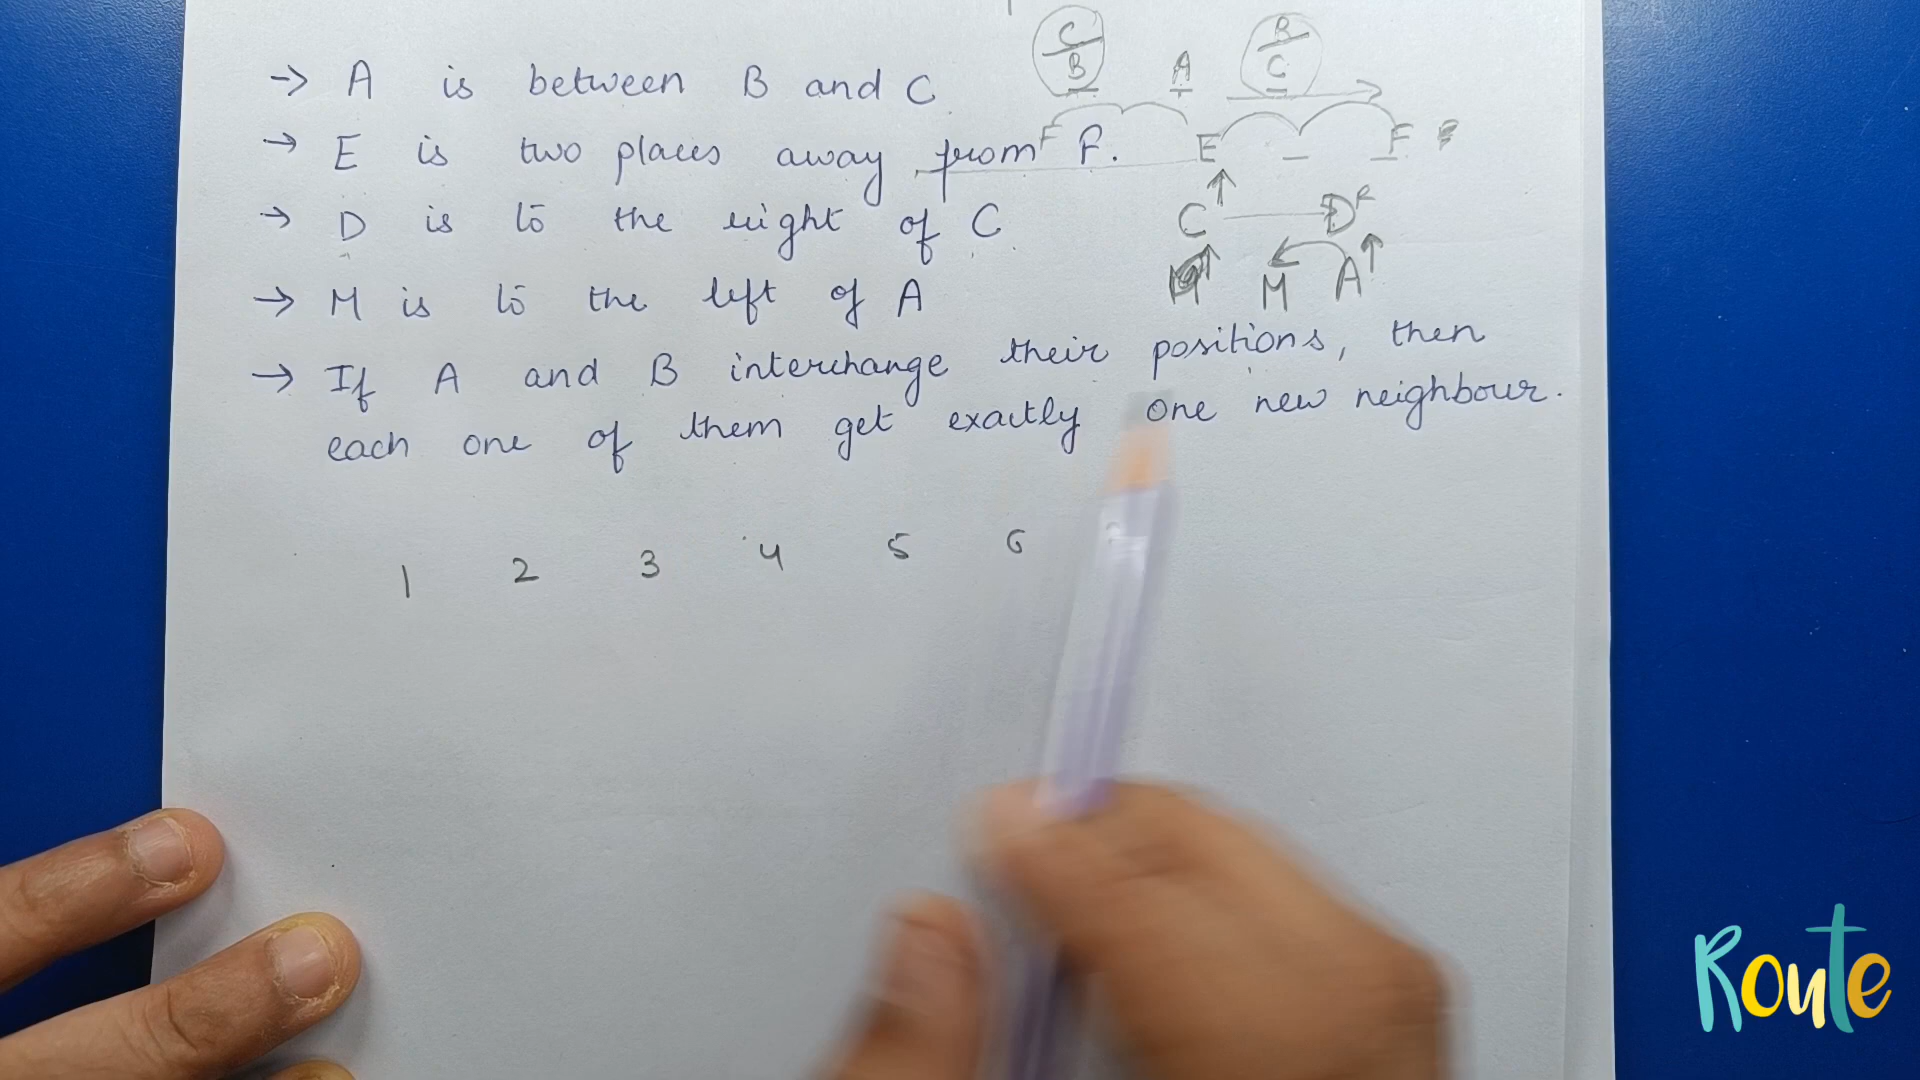 → A is between B and C
→ E is two places away from F.
→ D is to the right of C
→ M is to the left of A
→ If A and B interchange their positions, then
each one of them get exactly one new neighbour.
C
B
A
B
C
F
E
F
C
D
R
M
A
1 2 3 4 5 6
Route